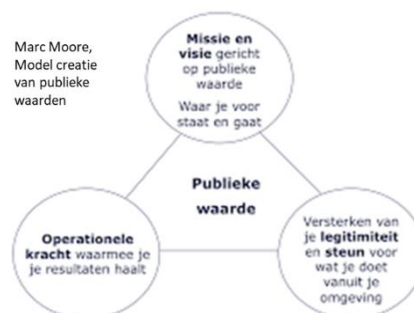 Marc Moore,
Model creatie
van publieke
waarden
Missie en
visie gericht
op publieke
waarde
Waar je voor
staat en gaat
Publieke
waarde
Operationele
kracht waarmee je
je resultaten haalt
Versterken van
je legitimiteit
en steun voor
wat je doet
vanuit je
omgeving